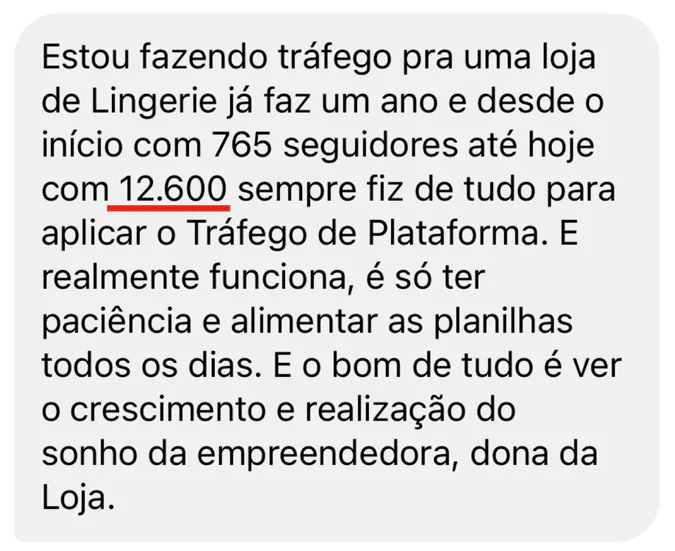 Estou fazendo tráfego pra uma loja
de Lingerie já faz um ano e desde o
início com 765 seguidores até hoje
com 12.600 sempre fiz de tudo para
aplicar o Tráfego de Plataforma. E
realmente funciona, é só ter
paciência e alimentar as planilhas
todos os dias. E o bom de tudo é ver
o crescimento e realização do
sonho da empreendedora, dona da
Loja.